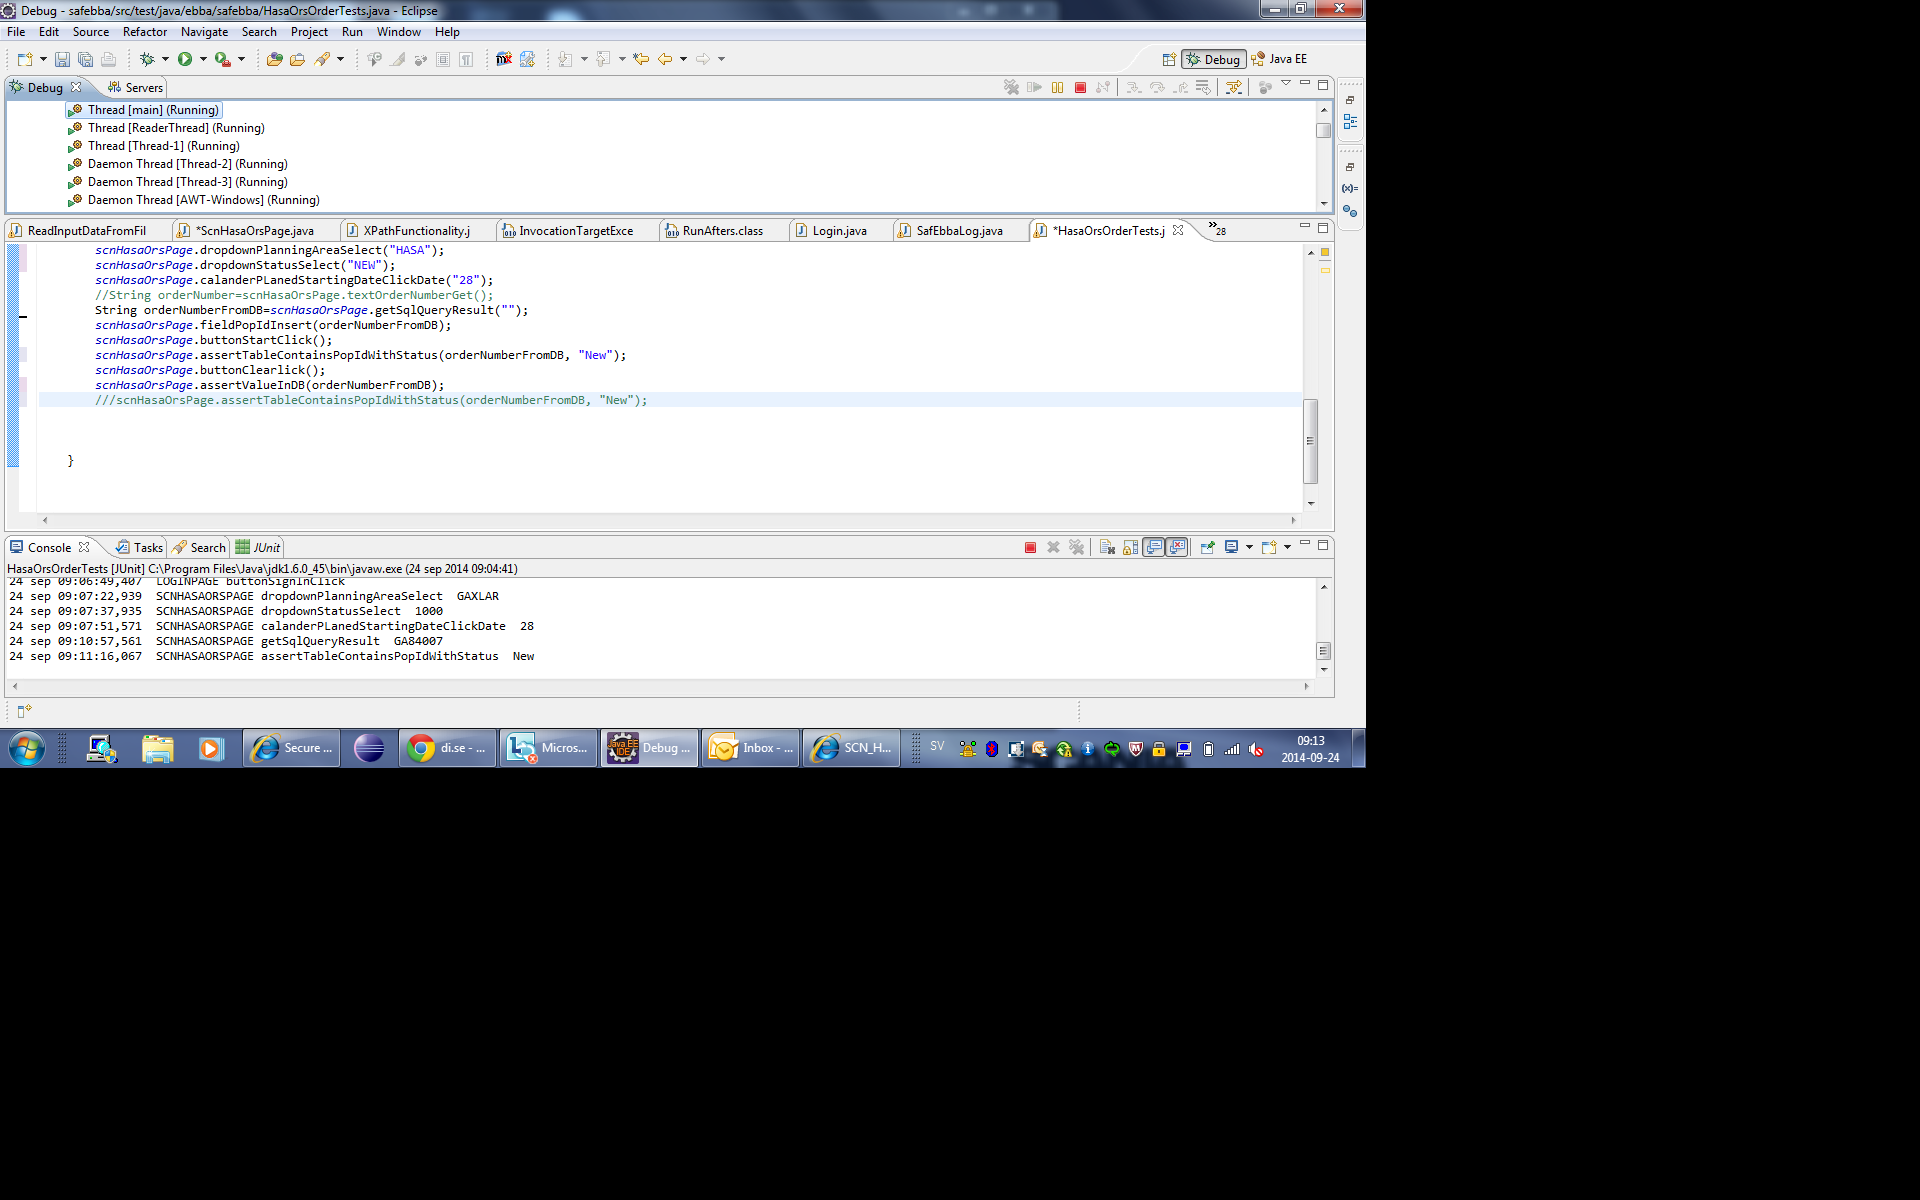 Debug - safebba/src/test/java/ebba/safebba/HasaOrsOrderTests.java - Eclipse
File Edit Source Refactor Navigate Search Project Run Window Help
Debug Java EE
Debug Servers
Thread [main] (Running)
Thread [ReaderThread] (Running)
Thread [Thread-1] (Running)
Daemon Thread [Thread-2] (Running)
Daemon Thread [Thread-3] (Running)
Daemon Thread [AWT-Windows] (Running)
ReadInputDataFromFil *ScnHasaOrsPage.java XPathFunctionality.j InvocationTargetExce RunAfters.class Login.java SafEbbaLog.java *HasaOrsOrderTests.j »28
scnHasaOrsPage.dropdownPlanningAreaSelect("HASA");
scnHasaOrsPage.dropdownStatusSelect("NEW");
scnHasaOrsPage.calanderPLanedStartingDateClickDate("28");
//String orderNumber=scnHasaOrsPage.textOrderNumberGet();
String orderNumberFromDB=scnHasaOrsPage.getSqlQueryResult("");
scnHasaOrsPage.fieldPopIdInsert(orderNumberFromDB);
scnHasaOrsPage.buttonStartClick();
scnHasaOrsPage.assertTableContainsPopIdWithStatus(orderNumberFromDB, "New");
scnHasaOrsPage.buttonClearlick();
scnHasaOrsPage.assertValueInDB(orderNumberFromDB);
///scnHasaOrsPage.assertTableContainsPopIdWithStatus(orderNumberFromDB, "New");
}
Console Tasks Search JUnit
HasaOrsOrderTests [JUnit] C:\Program Files\Java\jdk1.6.0_45\bin\javaw.exe (24 sep 2014 09:04:41)
24 sep 09:06:49,407 LOGINPAGE buttonSignInClick
24 sep 09:07:22,939 SCNHASAORSPAGE dropdownPlanningAreaSelect GAXLAR
24 sep 09:07:37,935 SCNHASAORSPAGE dropdownStatusSelect 1000
24 sep 09:07:51,571 SCNHASAORSPAGE calanderPLanedStartingDateClickDate 28
24 sep 09:10:57,561 SCNHASAORSPAGE getSqlQueryResult GA84007
24 sep 09:11:16,067 SCNHASAORSPAGE assertTableContainsPopIdWithStatus New
Secure ... di.se - ... Micros... Debug ... Inbox - ... SCN_H... SV 09:13
2014-09-24